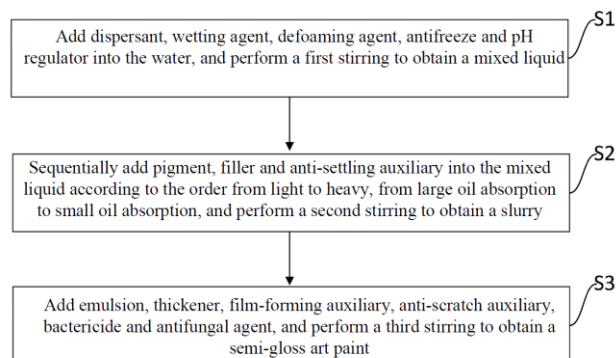 S1
Add dispersant, wetting agent, defoaming agent, antifreeze and pH
regulator into the water, and perform a first stirring to obtain a mixed liquid
S2
Sequentially add pigment, filler and anti-settling auxiliary into the mixed
liquid according to the order from light to heavy, from large oil absorption
to small oil absorption, and perform a second stirring to obtain a slurry
S3
Add emulsion, thickener, film-forming auxiliary, anti-scratch auxiliary,
bactericide and antifungal agent, and perform a third stirring to obtain a
semi-gloss art paint